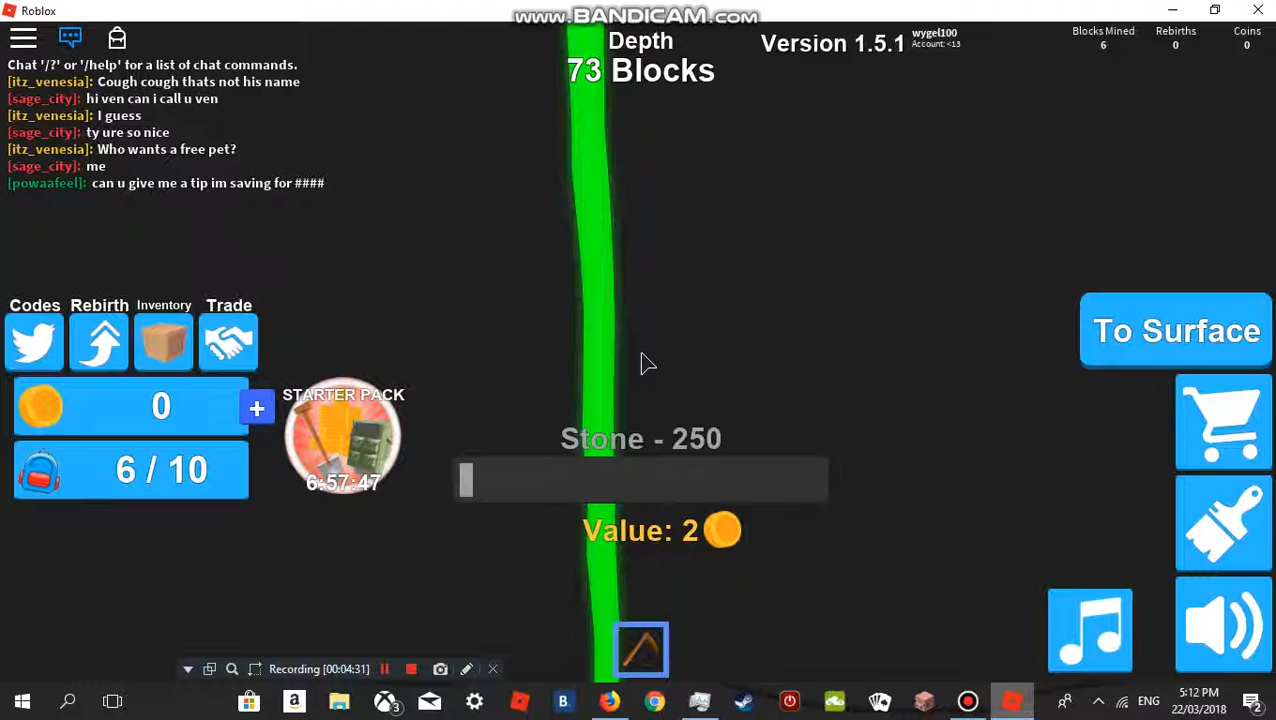 Roblox
www.BANDICAM.com
Depth
73 Blocks
Version 1.5.1
wygel100
Account: <13
Blocks Mined
6
Rebirths
0
Coins
0
Chat '/?' or '/help' for a list of chat commands.
[itz_venesia]: Cough cough thats not his name
[sage_city]: hi ven can i call u ven
[itz_venesia]: I guess
[sage_city]: ty ure so nice
[itz_venesia]: Who wants a free pet?
[sage_city]: me
[powaafeel]: can u give me a tip im saving for ####
Codes
Rebirth
Inventory
Trade
To Surface
0
+
STARTER PACK
6:57:47
6 / 10
Stone - 250
Value: 2
Recording [00:04:31]
3
B
a
ENG
5:12 PM
22/03/2018
2